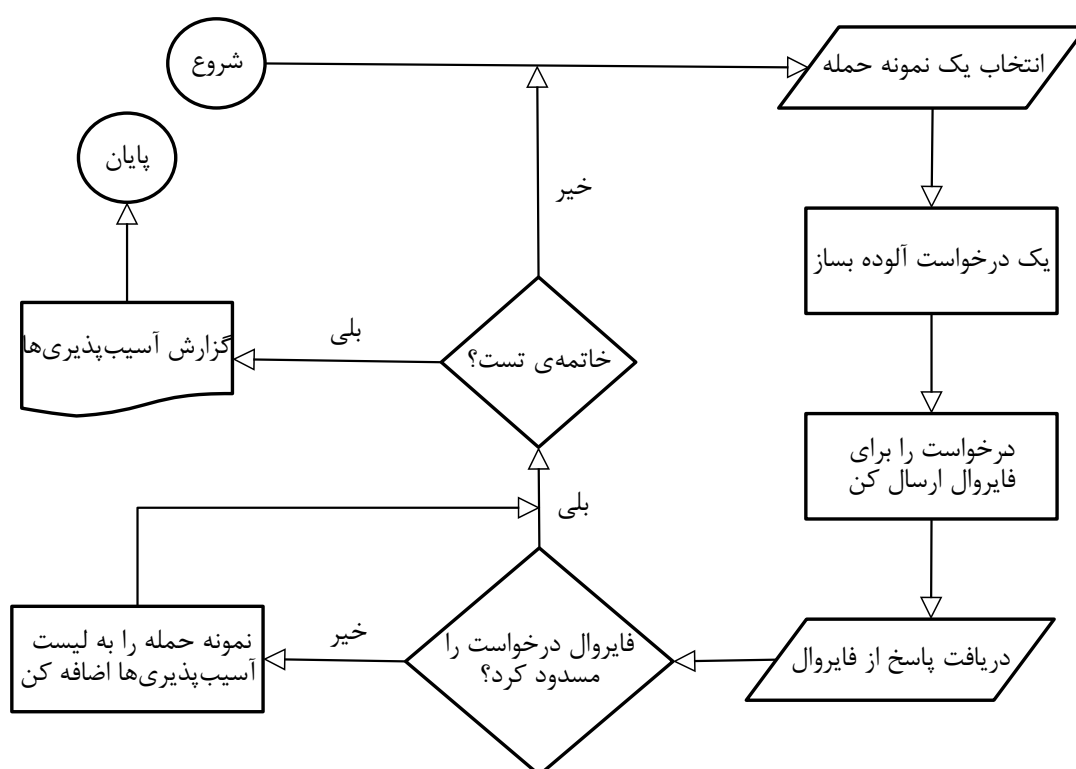 شروع
انتخاب یک نمونه حمله
پایان
خیر
یک درخواست آلوده بساز
بلی
گزارش آسیب‌پذیری‌ها
خاتمه‌ی تست؟
درخواست را برای
فایروال ارسال کن
بلی
خیر
نمونه حمله را به لیست
آسیب‌پذیری‌ها اضافه کن
فایروال درخواست را
مسدود کرد؟
دریافت پاسخ از فایروال